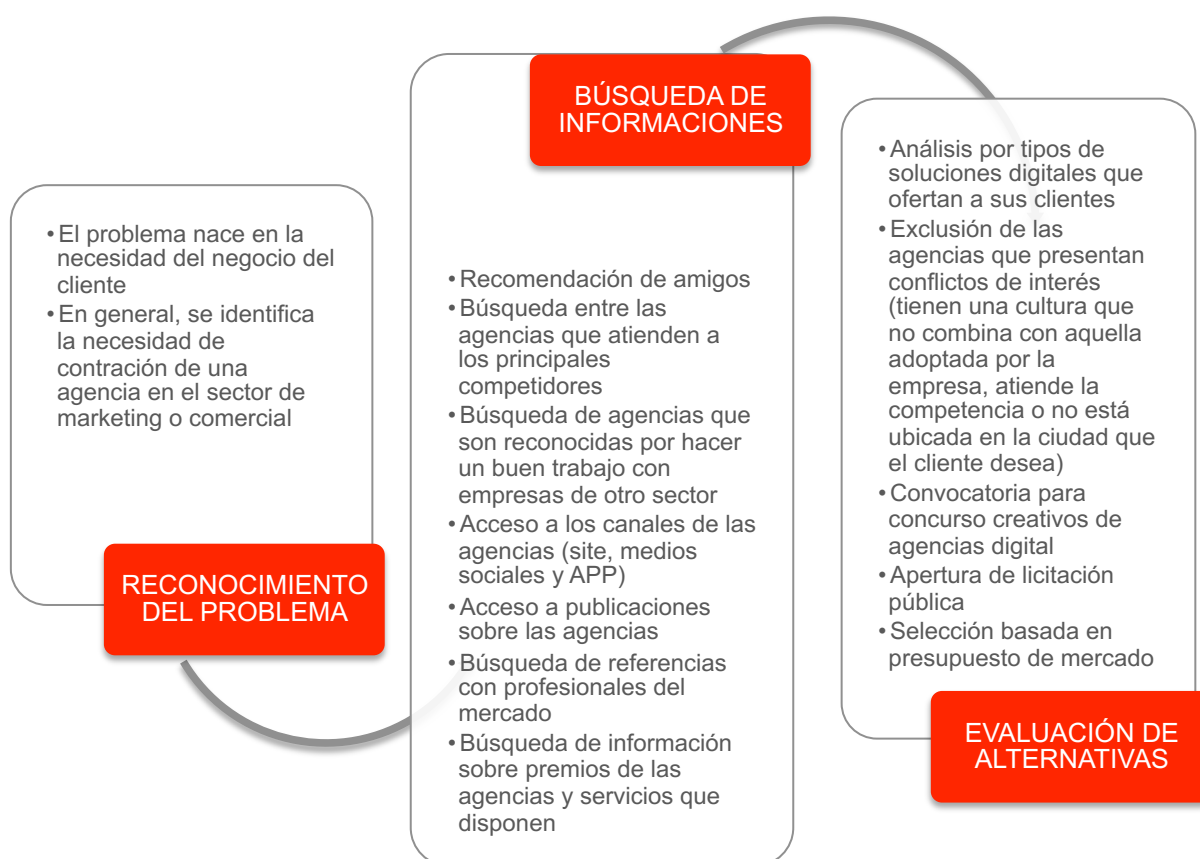 • El problema nace en la
necesidad del negocio del
cliente
• En general, se identifica
la necesidad de
contración de una
agencia en el sector de
marketing o comercial
RECONOCIMIENTO
DEL PROBLEMA
BÚSQUEDA DE
INFORMACIONES
• Recomendación de amigos
• Búsqueda entre las
agencias que atienden a
los principales
competidores
• Búsqueda de agencias que
son reconocidas por hacer
un buen trabajo con
empresas de otro sector
• Acceso a los canales de las
agencias (site, medios
sociales y APP)
• Acceso a publicaciones
sobre las agencias
• Búsqueda de referencias
con profesionales del
mercado
• Búsqueda de información
sobre premios de las
agencias y servicios que
disponen
• Análisis por tipos de
soluciones digitales que
ofertan a sus clientes
• Exclusión de las
agencias que presentan
conflictos de interés
(tienen una cultura que
no combina con aquella
adoptada por la
empresa, atiende la
competencia o no está
ubicada en la ciudad que
el cliente desea)
• Convocatoria para
concurso creativos de
agencias digital
• Apertura de licitación
pública
• Selección basada en
presupuesto de mercado
EVALUACIÓN DE
ALTERNATIVAS